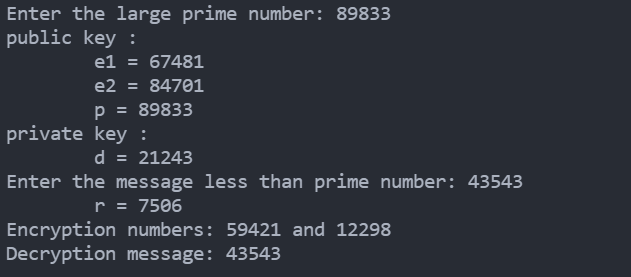 Enter the large prime number: 89833
public key :
e1 = 67481
e2 = 84701
p = 89833
private key :
d = 21243
Enter the message less than prime number: 43543
r = 7506
Encryption numbers: 59421 and 12298
Decryption message: 43543